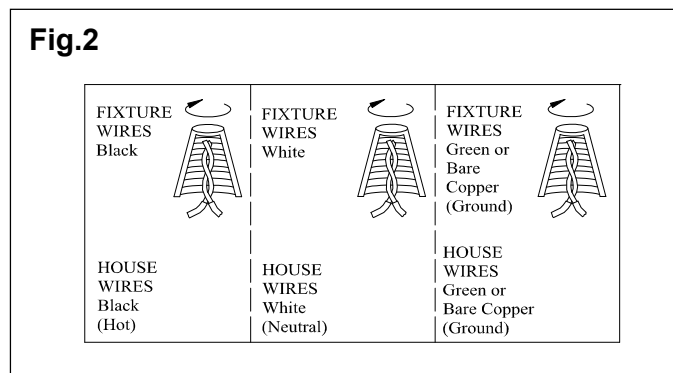 Fig.2
FIXTURE
WIRES
Black
HOUSE
WIRES
Black
(Hot)
FIXTURE
WIRES
White
HOUSE
WIRES
White
(Neutral)
FIXTURE
WIRES
Green or
Bare
Copper
(Ground)
HOUSE
WIRES
Green or
Bare Copper
(Ground)